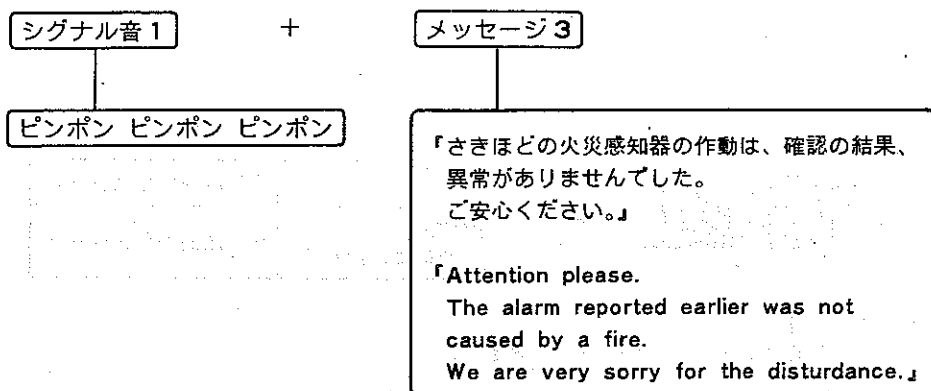 シグナル音1 + メッセージ3
ピンポン ピンポン ピンポン
『さきほどの火災感知器の作動は、確認の結果、
異常がありませんでした。
ご安心ください。』
『Attention please.
The alarm reported earlier was not
caused by a fire.
We are very sorry for the disturdance.』